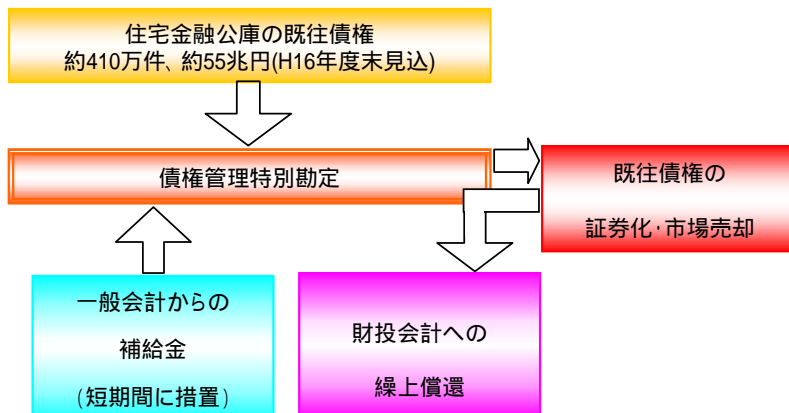 住宅金融公庫の既往債権
約410万件、約55兆円(H16年度末見込)
債権管理特別勘定
既往債権の
証券化・市場売却
一般会計からの
補給金
(短期間に措置)
財投会計への
繰上償還